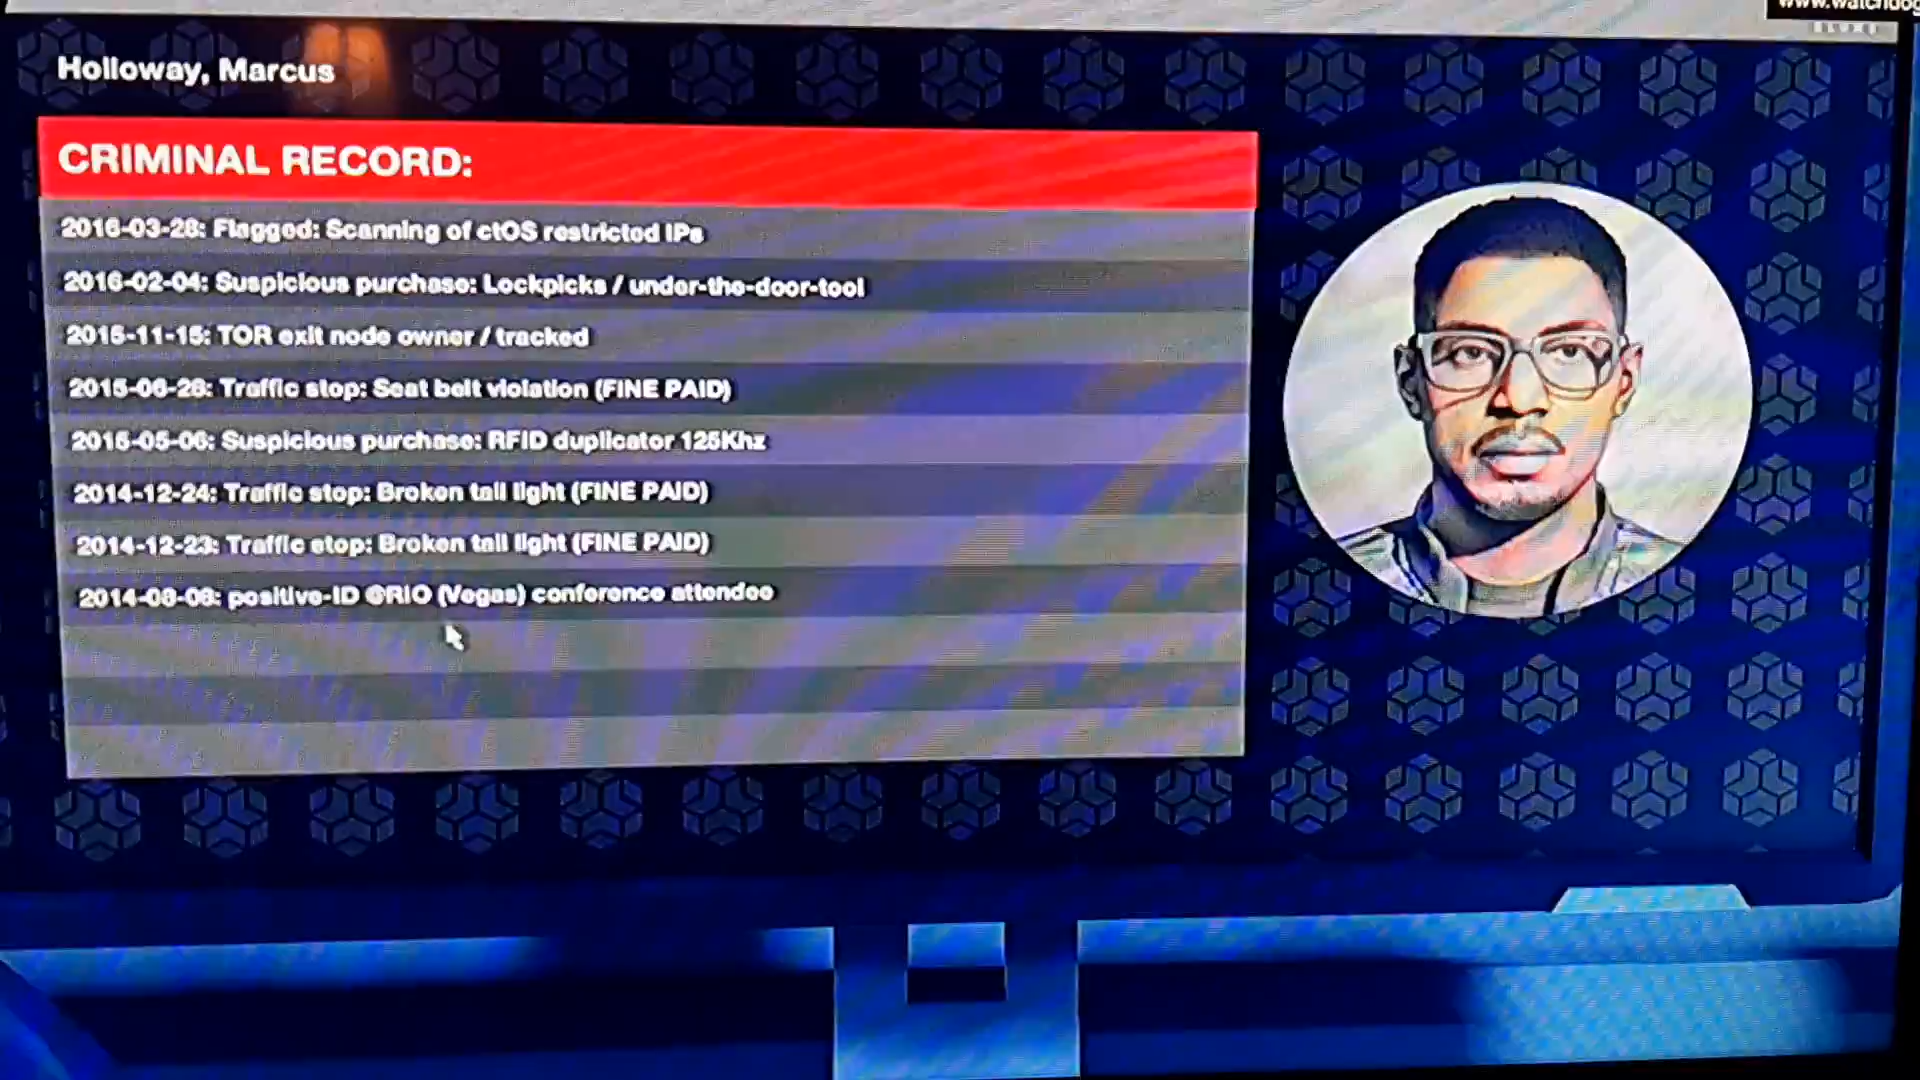 www.watchdog
Holloway, Marcus
CRIMINAL RECORD:
2016-03-28: Flagged: Scanning of ctOS restricted IPs
2016-02-04: Suspicious purchase: Lockpicks / under-the-door-tool
2015-11-15: TOR exit node owner / tracked
2015-06-26: Traffic stop: Seat belt violation (FINE PAID)
2015-05-06: Suspicious purchase: RFID duplicator 125Khz
2014-12-24: Traffic stop: Broken tail light (FINE PAID)
2014-12-23: Traffic stop: Broken tail light (FINE PAID)
2014-08-08: positive-ID @RIO (Vegas) conference attendee